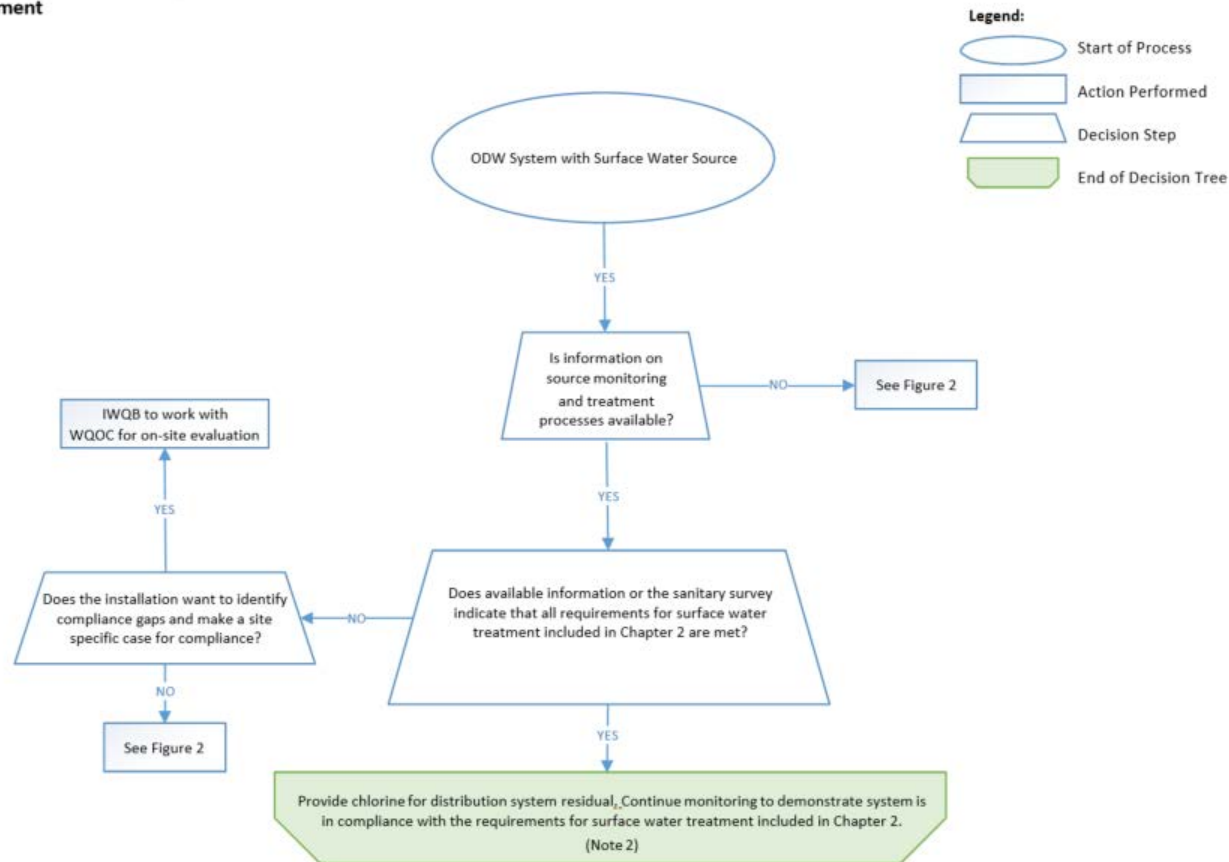 ment
Legend:
Start of Process
Action Performed
Decision Step
End of Decision Tree
ODW System with Surface Water Source
YES
Is information on
source monitoring
and treatment
processes available?
NO
See Figure 2
YES
Does available information or the sanitary survey
indicate that all requirements for surface water
treatment included in Chapter 2 are met?
NO
Does the installation want to identify
compliance gaps and make a site
specific case for compliance?
YES
IWQB to work with
WQOC for on-site evaluation
NO
See Figure 2
YES
Provide chlorine for distribution system residual, Continue monitoring to demonstrate system is
in compliance with the requirements for surface water treatment included in Chapter 2.
(Note 2)